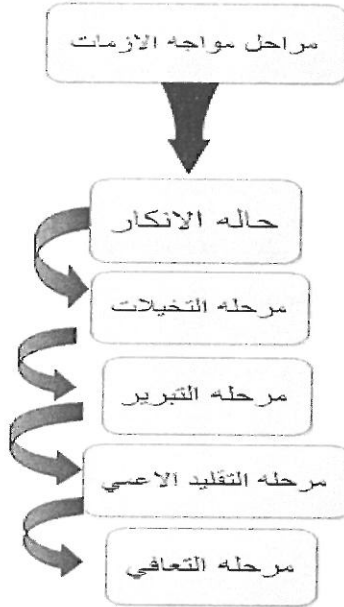 مراحل مواجه الازمات
حاله الانكار
مرحله التخيلات
مرحله التبرير
مرحله التقليد الاعمي
مرحله التعافي